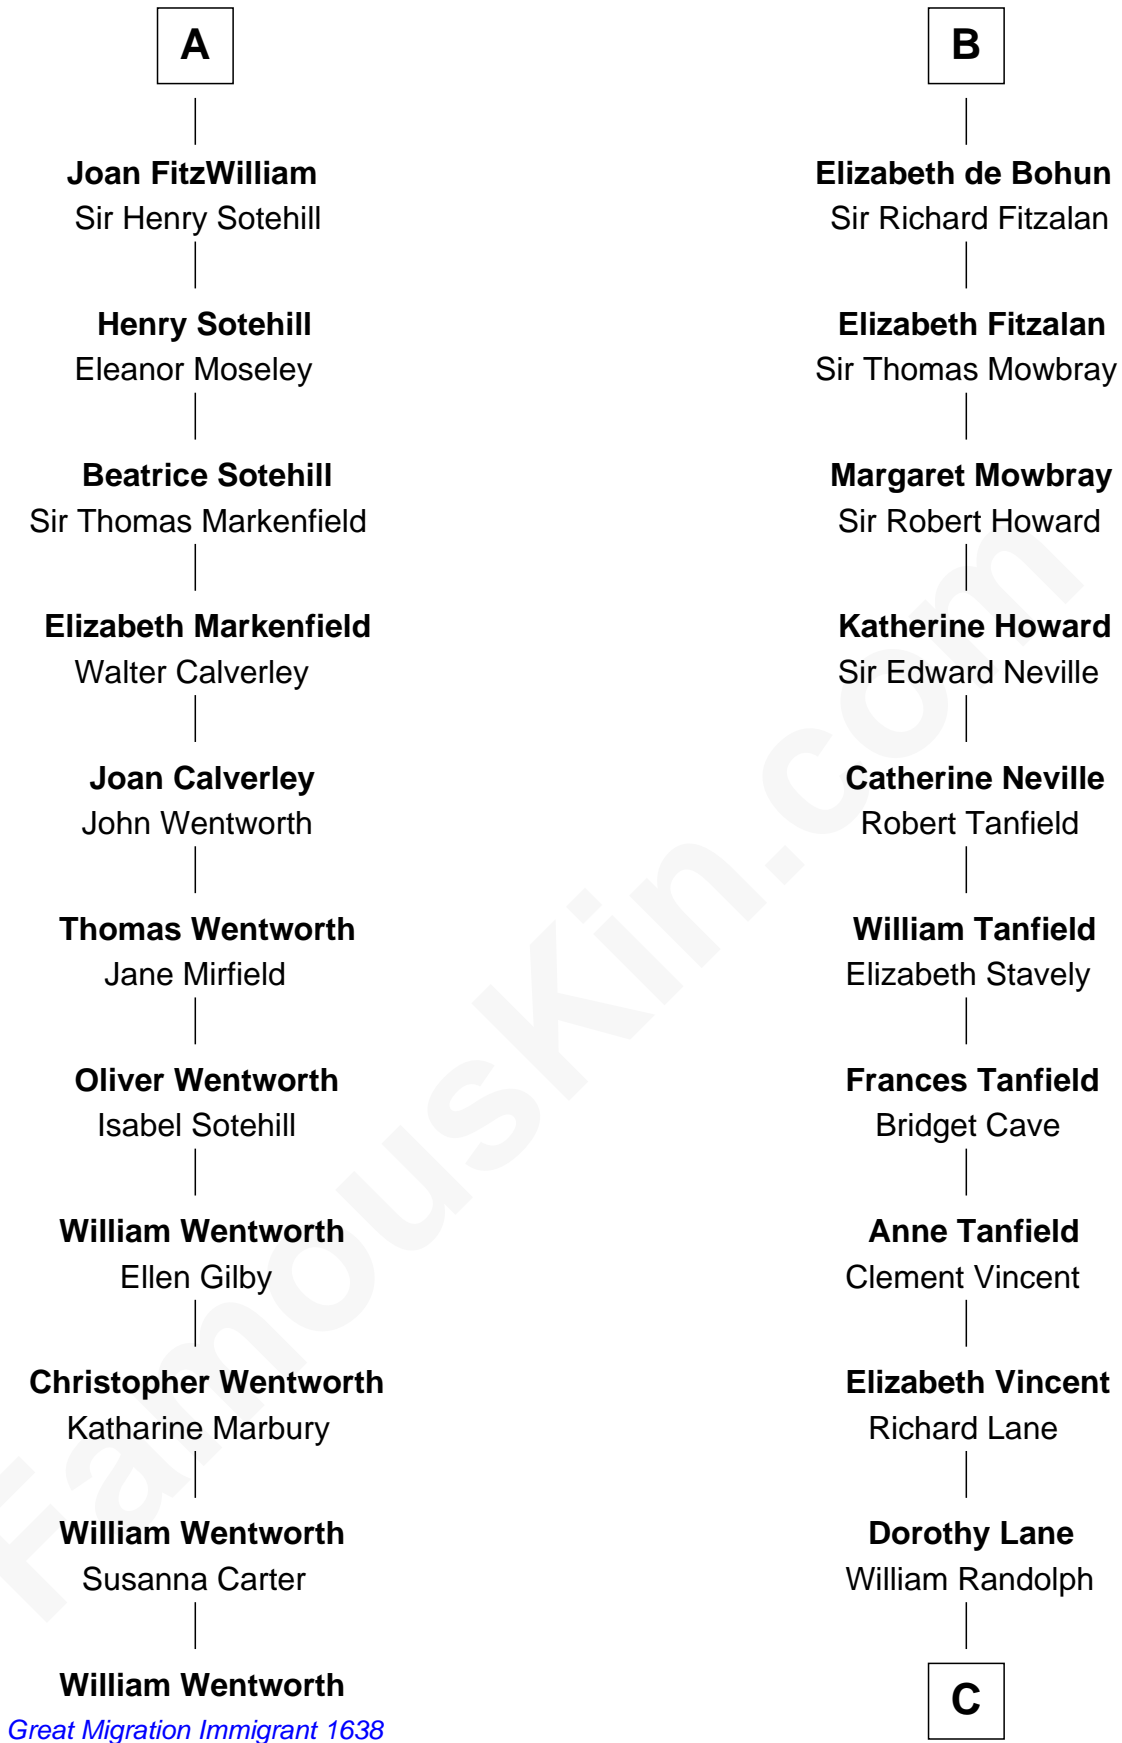 A
Joan FitzWilliam
Sir Henry Sotehill
Henry Sotehill
Eleanor Moseley
Beatrice Sotehill
Sir Thomas Markenfield
Elizabeth Markenfield
Walter Calverley
Joan Calverley
John Wentworth
Thomas Wentworth
Jane Mirfield
Oliver Wentworth
Isabel Sotehill
William Wentworth
Ellen Gilby
Christopher Wentworth
Katharine Marbury
William Wentworth
Susanna Carter
William Wentworth
Great Migration Immigrant 1638
B
Elizabeth de Bohun
Sir Richard Fitzalan
Elizabeth Fitzalan
Sir Thomas Mowbray
Margaret Mowbray
Sir Robert Howard
Katherine Howard
Sir Edward Neville
Catherine Neville
Robert Tanfield
William Tanfield
Elizabeth Stavely
Frances Tanfield
Bridget Cave
Anne Tanfield
Clement Vincent
Elizabeth Vincent
Richard Lane
Dorothy Lane
William Randolph
C
FamousKin.com